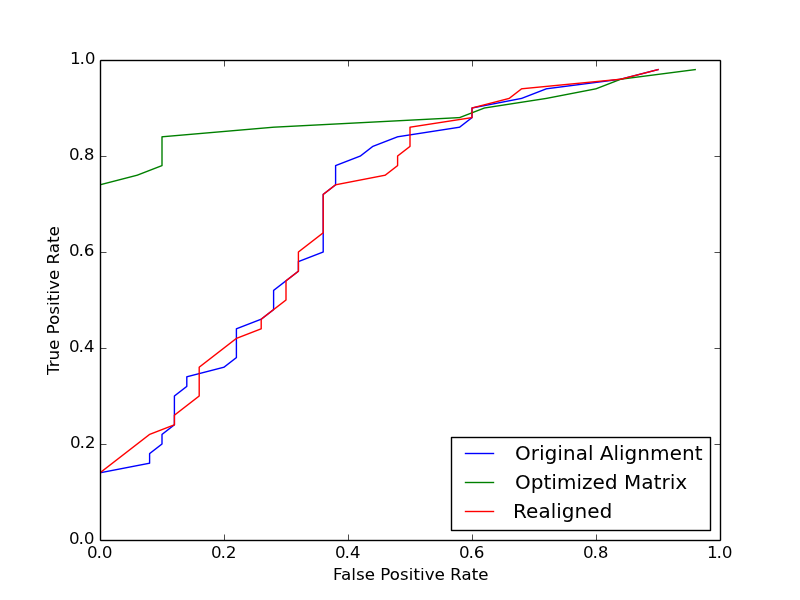 1.0
0.8
0.6
0.4
0.2
0.0
True Positive Rate
0.0 0.2 0.4 0.6 0.8 1.0
False Positive Rate
Original Alignment
Optimized Matrix
Realigned